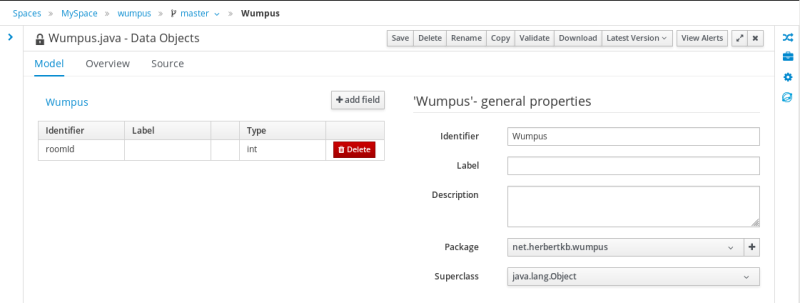 Spaces » MySpace » wumpus » master » Wumpus
Wumpus.java - Data Objects
Save Delete Rename Copy Validate Download Latest Version View Alerts
Model Overview Source
Wumpus
+ add field
Identifier Label Type
roomId int Delete
'Wumpus'- general properties
Identifier Wumpus
Label
Description
Package net.herbertkb.wumpus +
Superclass java.lang.Object